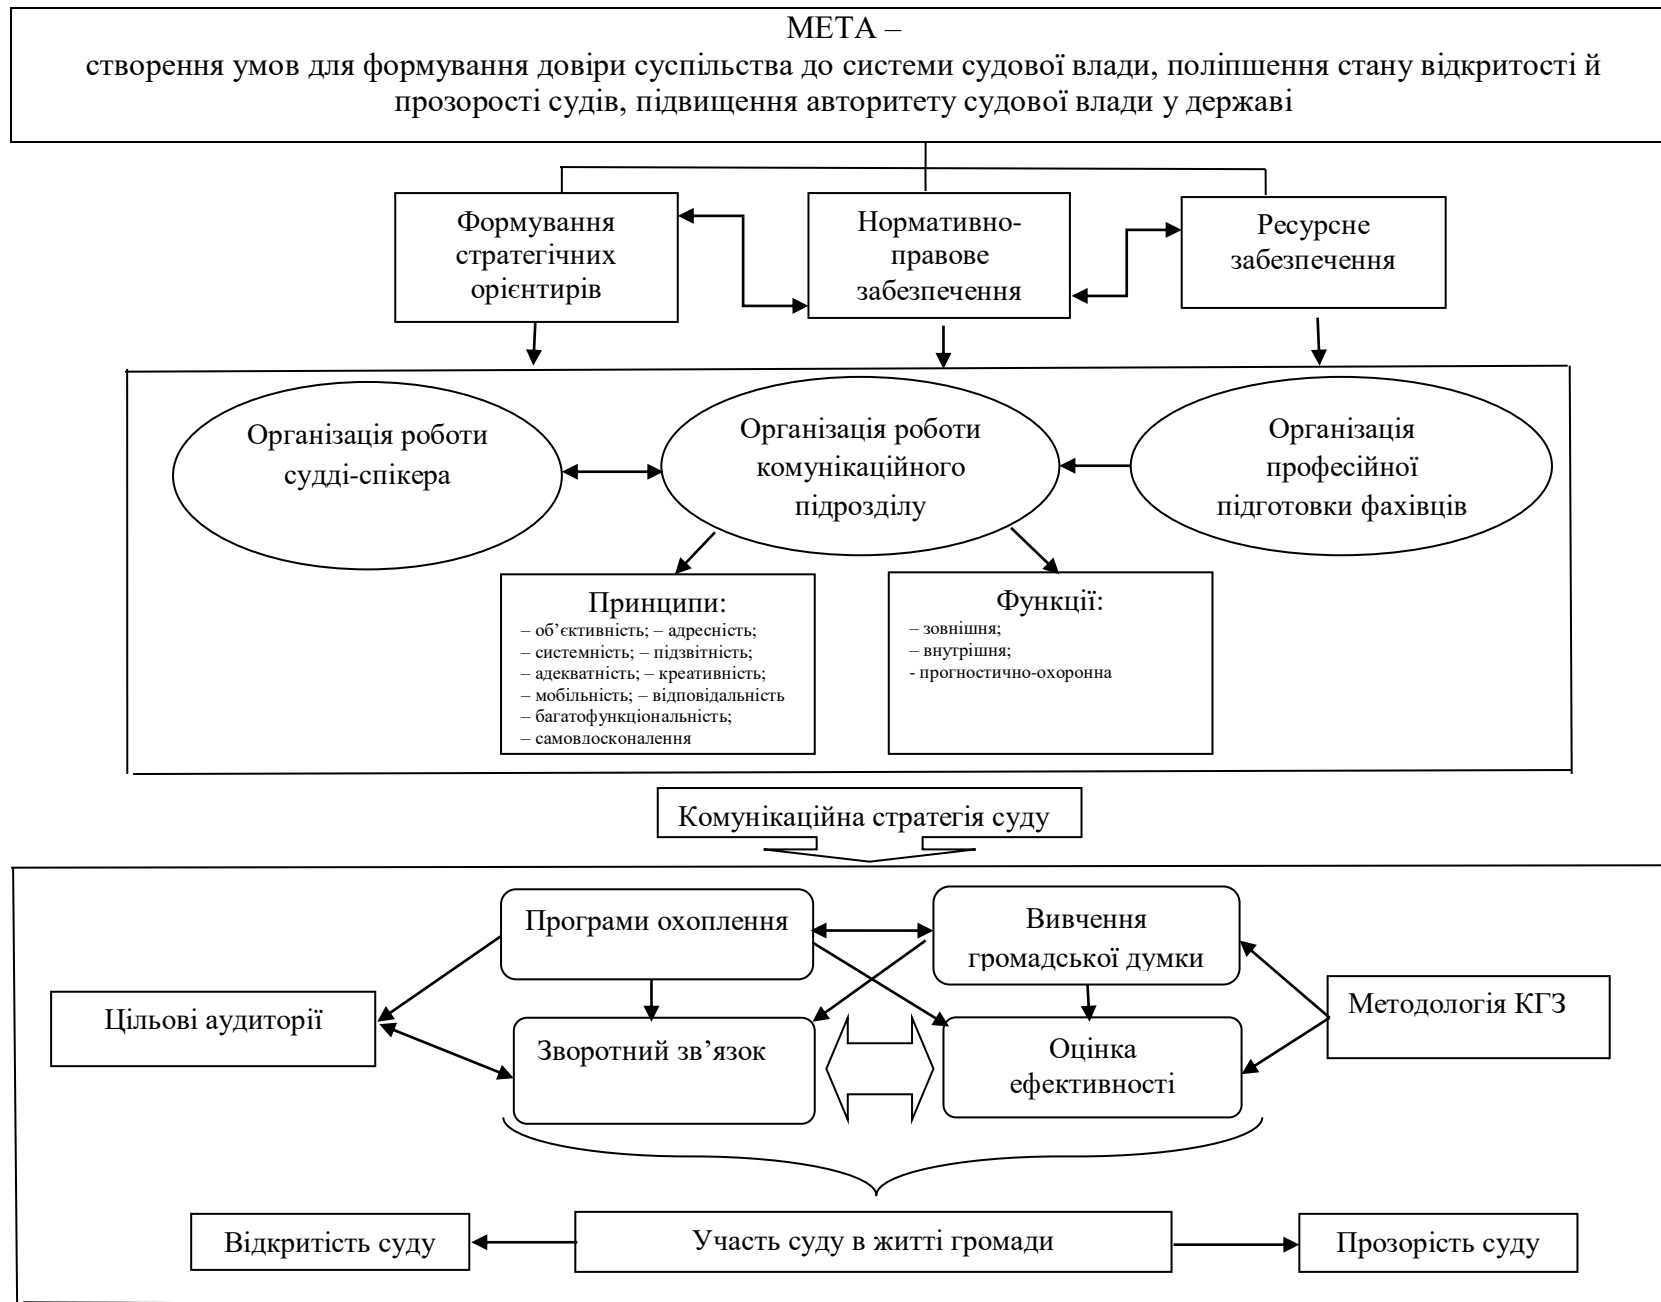 МЕТА –
створення умов для формування довіри суспільства до системи судової влади, поліпшення стану відкритості й
прозорості судів, підвищення авторитету судової влади у державі
Формування
стратегічних
орієнтирів
Нормативно-
правове
забезпечення
Ресурсне
забезпечення
Організація роботи
судді-спікера
Організація роботи
комунікаційного
підрозділу
Організація
професійної
підготовки фахівців
Принципи:
– об’єктивність; – адресність;
– системність; – підзвітність;
– адекватність; – креативність;
– мобільність; – відповідальність
– багатофункціональність;
– самовдосконалення
Функції:
– зовнішня;
– внутрішня;
- прогностично-охоронна
Комунікаційна стратегія суду
Програми охоплення
Вивчення
громадської думки
Цільові аудиторії
Методологія КГЗ
Зворотний зв’язок
Оцінка
ефективності
Відкритість суду
Участь суду в житті громади
Прозорість суду